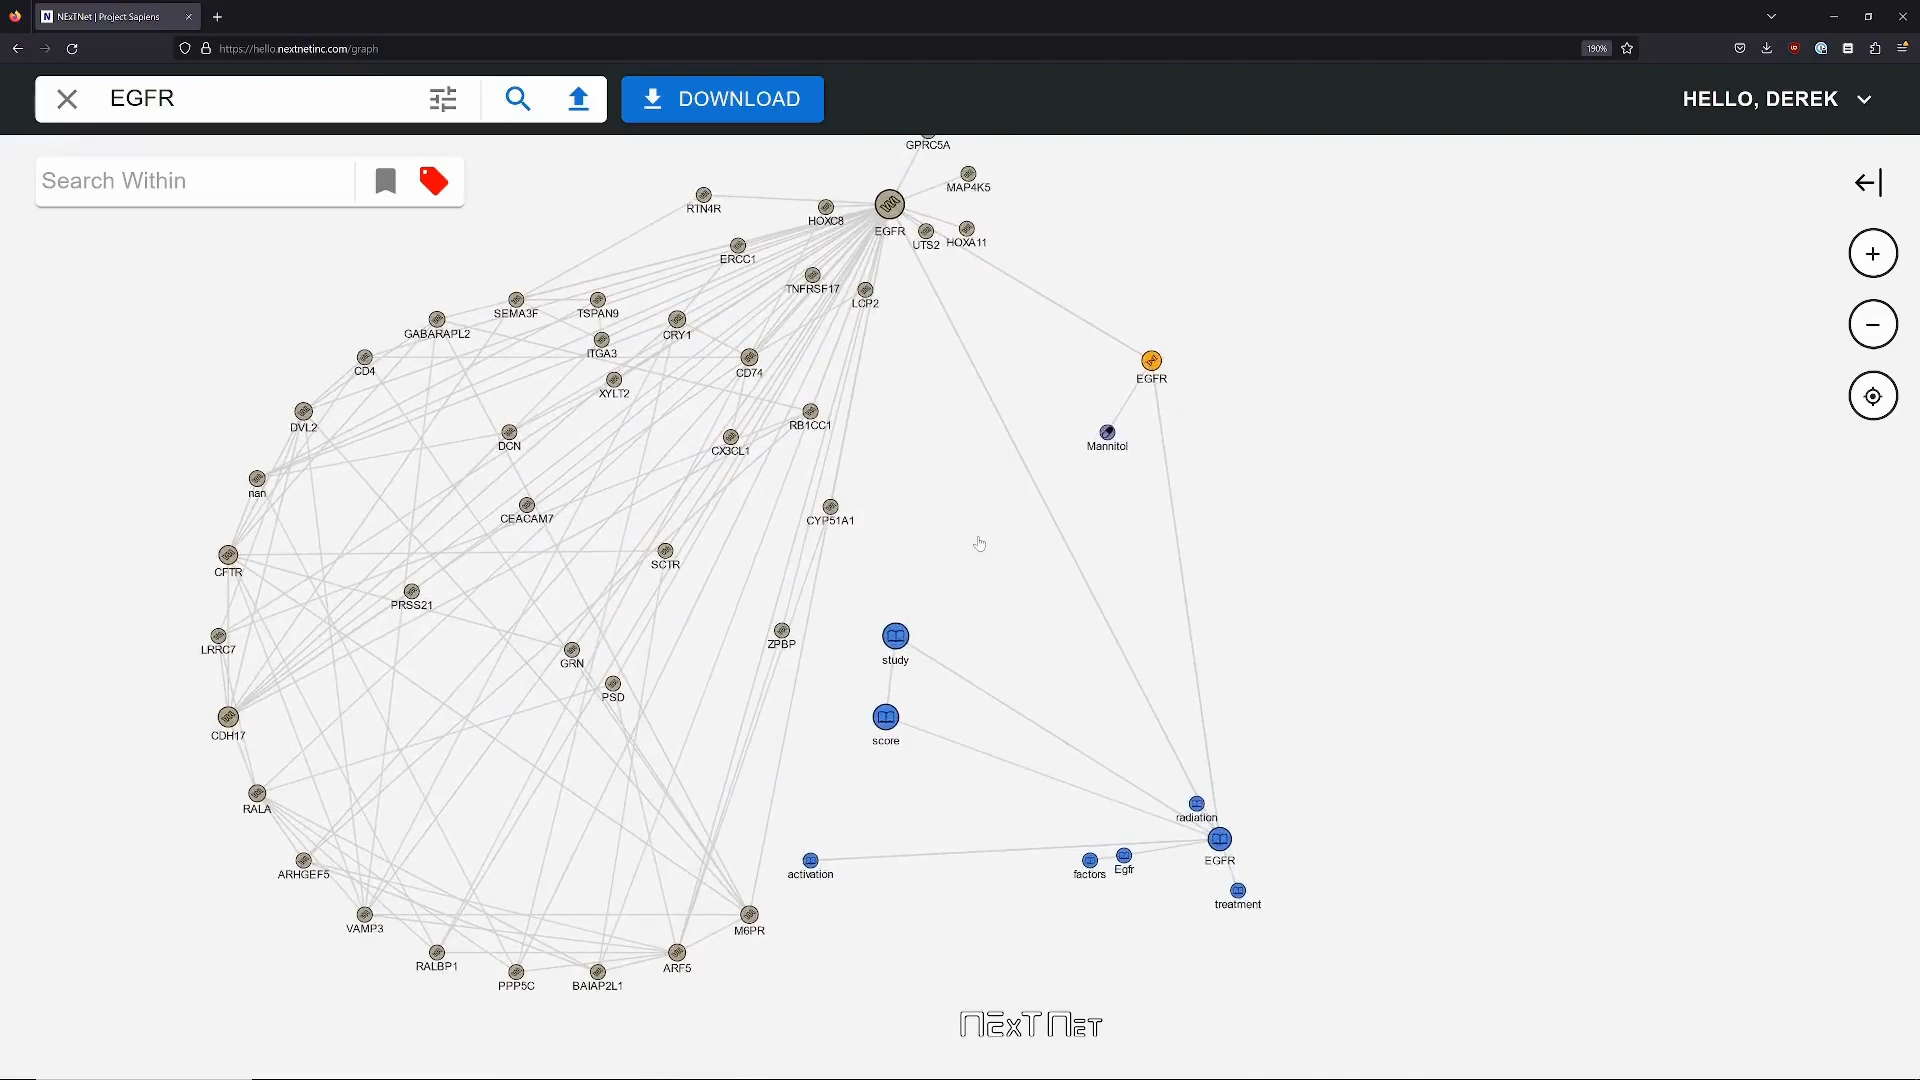 NExTNet | Project Sapiens
https://hello.nextnetinc.com/graph
190%
EGFR
DOWNLOAD
HELLO, DEREK
Search Within
GPRC5A
MAP4K5
RTN4R
HOXC8
EGFR
UTS2
HOXA11
ERCC1
TNFRSF17
LCP2
SEMA3F
TSPAN9
GABARAPL2
CRY1
ITGA3
CD4
CD74
EGFR
XYLT2
DVL2
RB1CC1
DCN
CX3CL1
Mannitol
nan
CEACAM7
CYP51A1
CFTR
SCTR
PRSS21
LRRC7
ZPBP
GRN
study
PSD
CDH17
score
RALA
radiation
ARHGEF5
activation
factors
Egfr
EGFR
treatment
VAMP3
M6PR
RALBP1
ARF5
PPP5C
BAIAP2L1
NExTNET